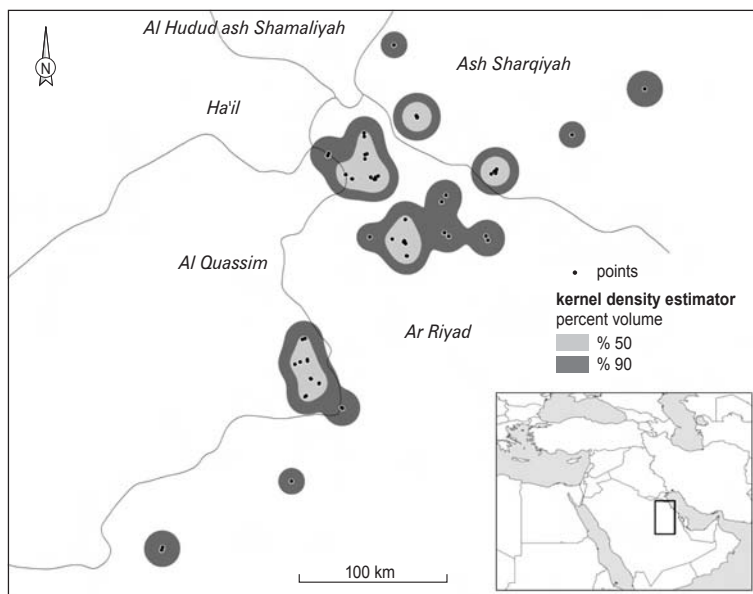 Al Hudud ash Shamaliyah
Ash Sharqiyah
N
Ha'il
Al Quassim
Ar Riyad
points
kernel density estimator
percent volume
% 50
% 90
100 km